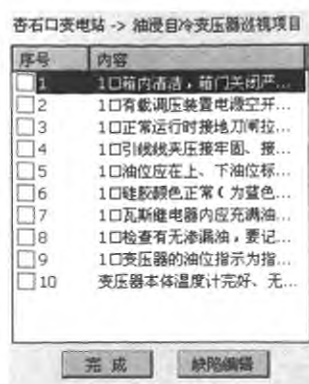 杏石口变电站 -> 油浸自冷变压器巡视项目
序号 内容
1 1口箱内清洁，箱门关闭严...
2 1口有载调压装置电源空开...
3 1口正常运行时接地刀闸拉...
4 1口引线线夹压接牢固、接...
5 1口油位应在上、下油位标...
6 1口硅胶颜色正常(为蓝色...
7 1口瓦斯继电器内应充满油...
8 1口检查有无渗漏油，要记...
9 1口变压器的油位指示为指...
10 变压器本体温度计完好、无...
完成 缺陷编辑